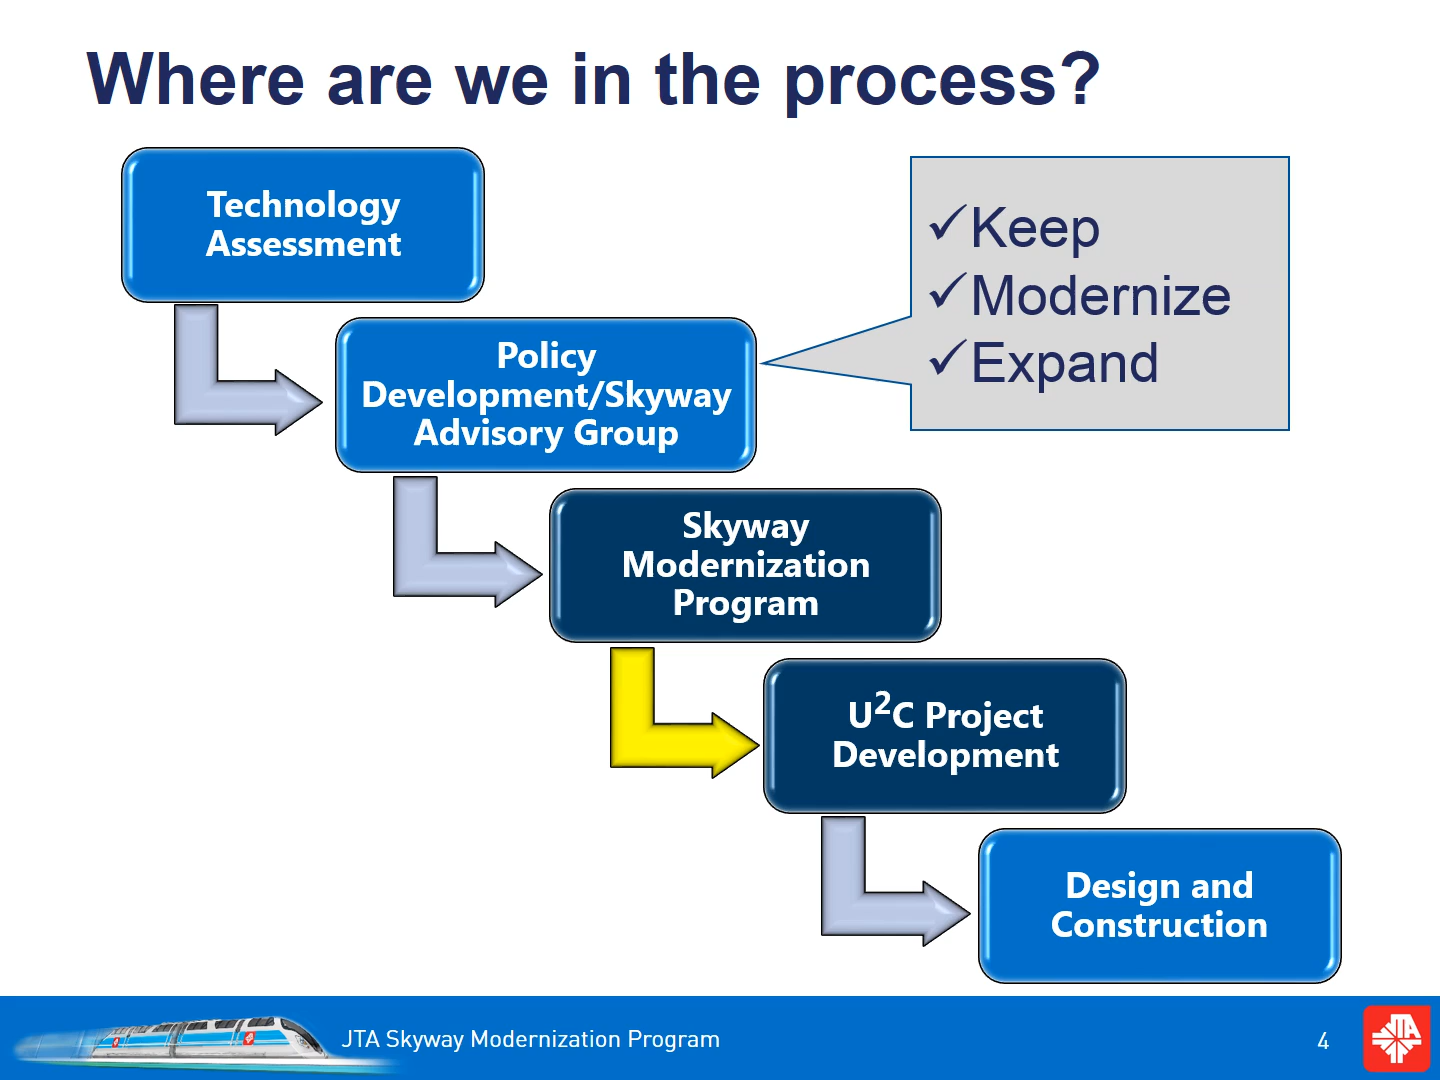 Where are we in the process?
Technology
Assessment
Policy
Development/Skyway
Advisory Group
✓Keep
✓Modernize
✓Expand
Skyway
Modernization
Program
U²C Project
Development
Design and
Construction
JTA Skyway Modernization Program
4
JTA